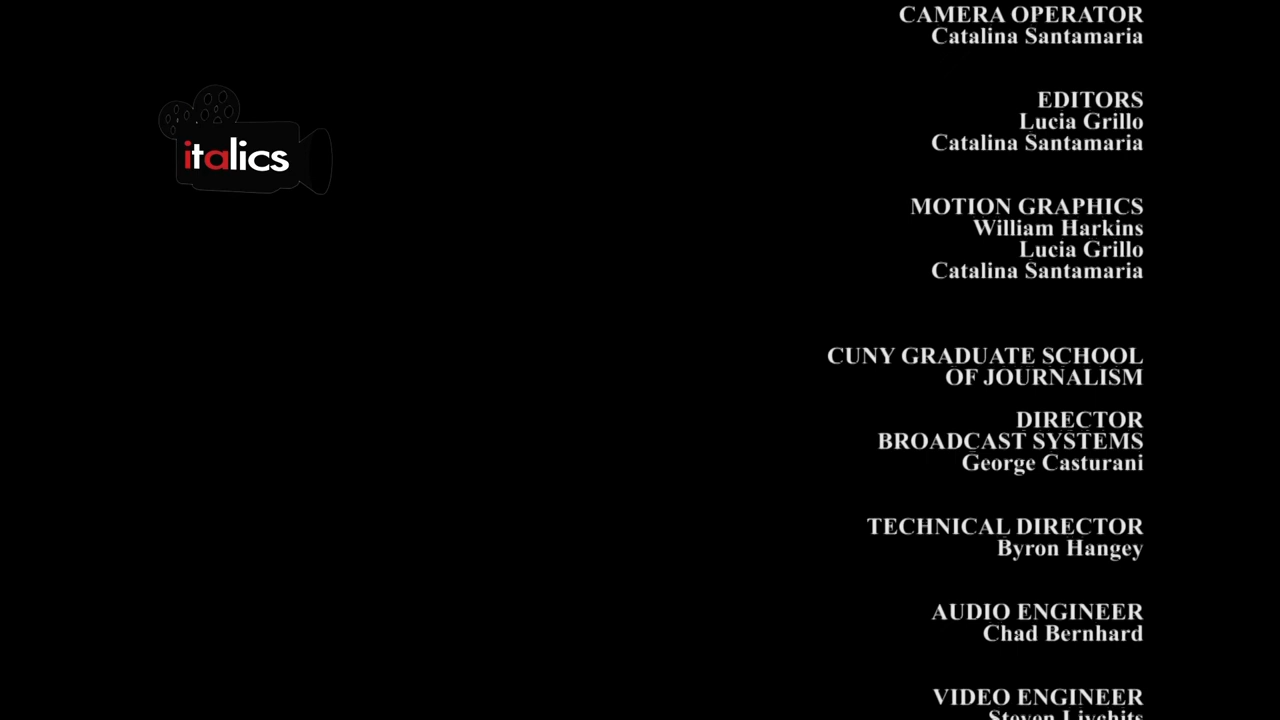 CAMERA OPERATOR
Catalina Santamaria
italics
EDITORS
Lucia Grillo
Catalina Santamaria
MOTION GRAPHICS
William Harkins
Lucia Grillo
Catalina Santamaria
CUNY GRADUATE SCHOOL
OF JOURNALISM
DIRECTOR
BROADCAST SYSTEMS
George Casturani
TECHNICAL DIRECTOR
Byron Hangey
AUDIO ENGINEER
Chad Bernhard
VIDEO ENGINEER
Steven